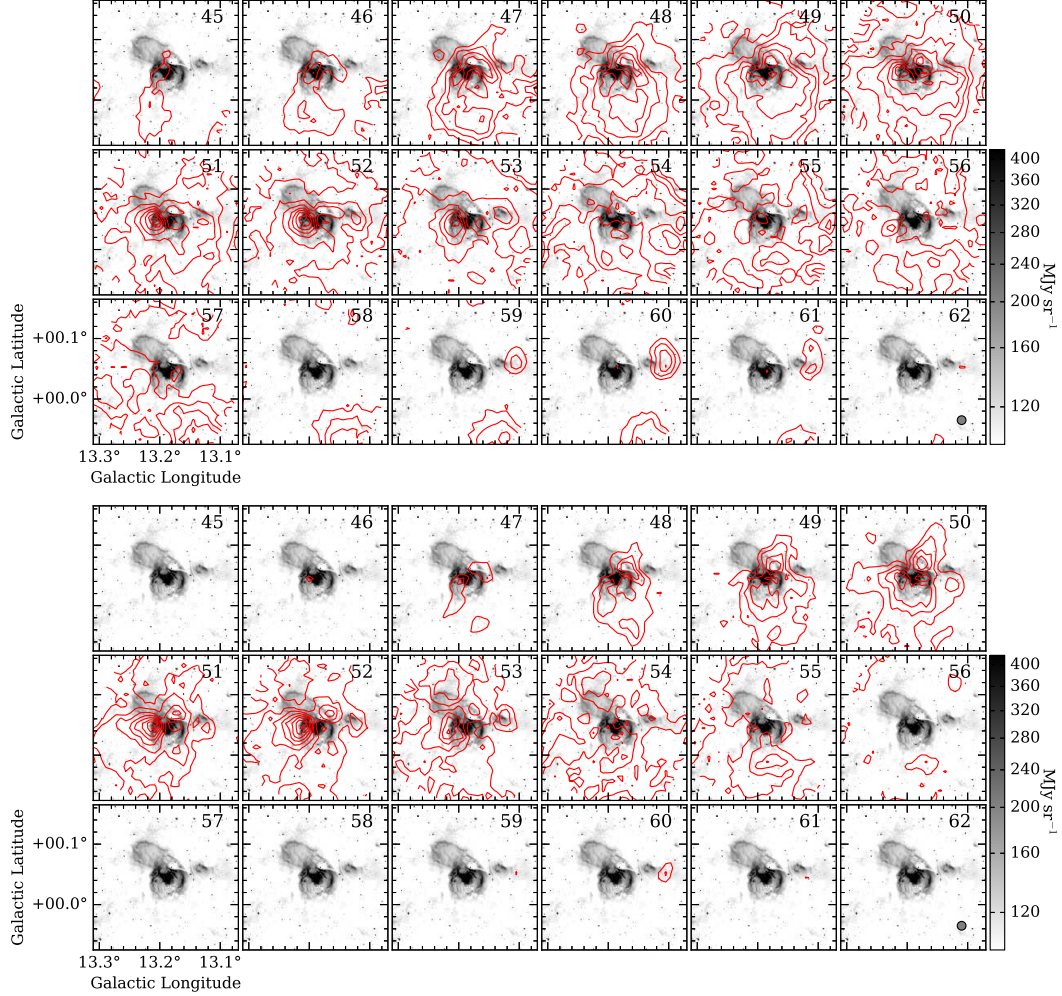 45 46 47 48 49 50
51 52 53 54 55 56
57 58 59 60 61 62
400
360
320
280
240
200
160
120
MJy sr⁻¹
Galactic Latitude
+00.1°
+00.0°
13.3° 13.2° 13.1°
Galactic Longitude
45 46 47 48 49 50
51 52 53 54 55 56
57 58 59 60 61 62
400
360
320
280
240
200
160
120
MJy sr⁻¹
Galactic Latitude
+00.1°
+00.0°
13.3° 13.2° 13.1°
Galactic Longitude